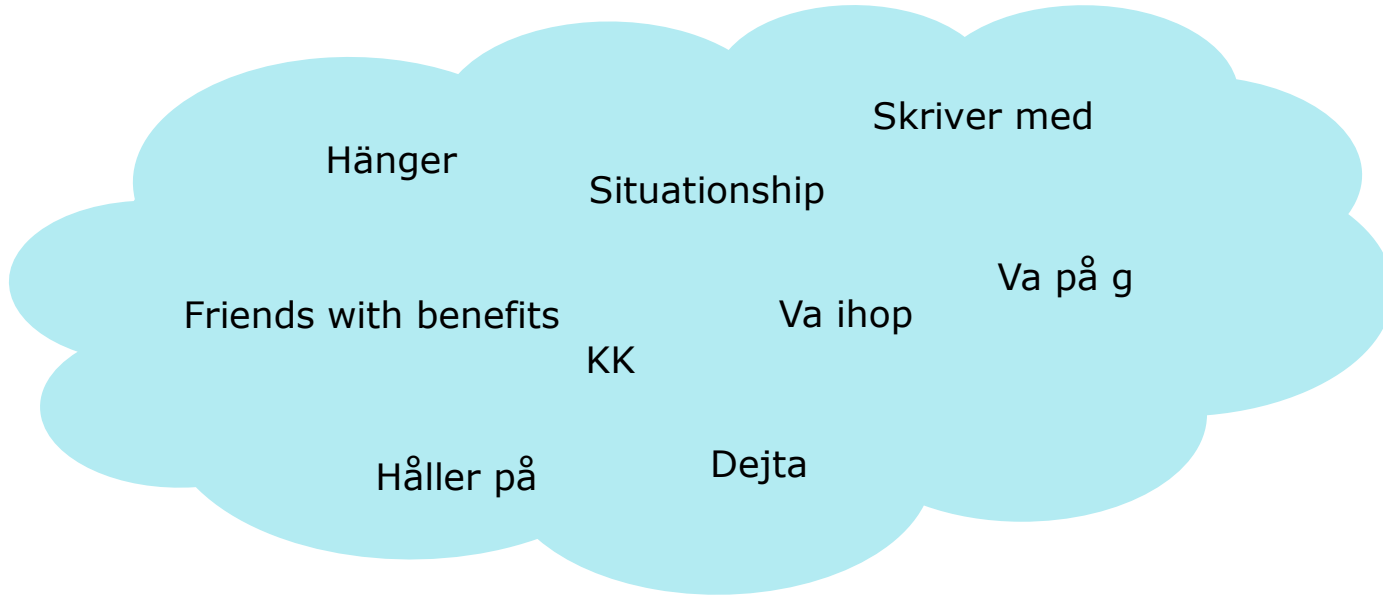 Skriver med
Hänger
Situationship
Va på g
Friends with benefits
Va ihop
KK
Dejta
Håller på